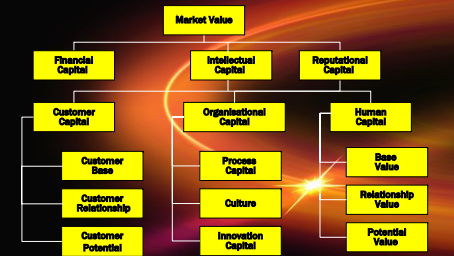 Market Value
Financial
Capital
Intellectual
Capital
Reputational
Capital
Customer
Capital
Organisational
Capital
Human
Capital
Customer
Base
Process
Capital
Base
Value
Customer
Relationship
Culture
Relationship
Value
Customer
Potential
Innovation
Capital
Potential
Value